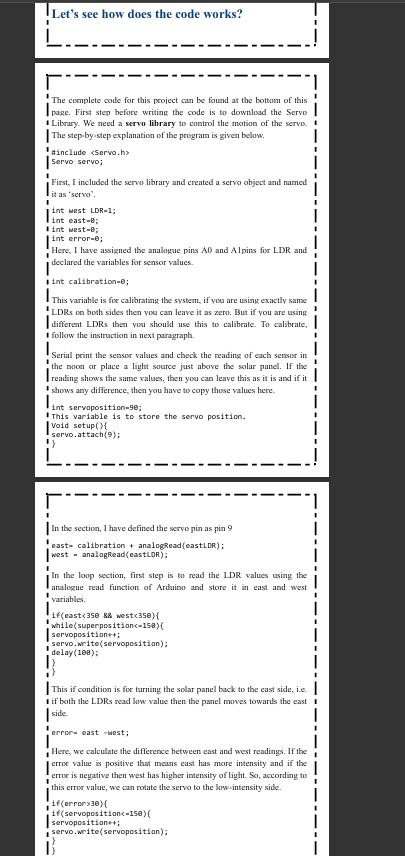 Let's see how does the code works?
The complete code for this project can be found at the bottom of this
page. First step before writing the code is to download the Servo
Library. We need a servo library to control the motion of the servo.
The step-by-step explanation of the program is given below.
#include <Servo.h>
Servo servo;
First, I included the servo library and created a servo object and named
it as ‘servo’.
int west LDR=1;
int east=0;
int west=0;
int error=0;
Here, I have assigned the analogue pins A0 and A1pins for LDR and
declared the variables for sensor values.
int calibration=0;
This variable is for calibrating the system, if you are using exactly same
LDRs on both sides then you can leave it as zero. But if you are using
different LDRs then you should use this to calibrate. To calibrate,
follow the instruction in next paragraph.
Serial print the sensor values and check the reading of each sensor in
the noon or place a light source just above the solar panel. If the
reading shows the same values, then you can leave this as it is and if it
shows any difference, then you have to copy those values here.
int servoposition=90;
This variable is to store the servo position.
Void setup(){
servo.attach(9);
}
In the section, I have defined the servo pin as pin 9
east= calibration + analogRead(eastLDR);
west = analogRead(eastLDR);
In the loop section, first step is to read the LDR values using the
analogue read function of Arduino and store it in east and west
variables.
if(east<350 && west<350){
while(superposition<=150){
servoposition++;
servo.write(servoposition);
delay(100);
}
}
This if condition is for turning the solar panel back to the east side, i.e.
if both the LDRs read low value then the panel moves towards the east
side.
error= east –west;
Here, we calculate the difference between east and west readings. If the
error value is positive that means east has more intensity and if the
error is negative then west has higher intensity of light. So, according to
this error value, we can rotate the servo to the low-intensity side.
if(error>30){
if(servoposition<=150){
servoposition++;
servo.write(servoposition);
}
}